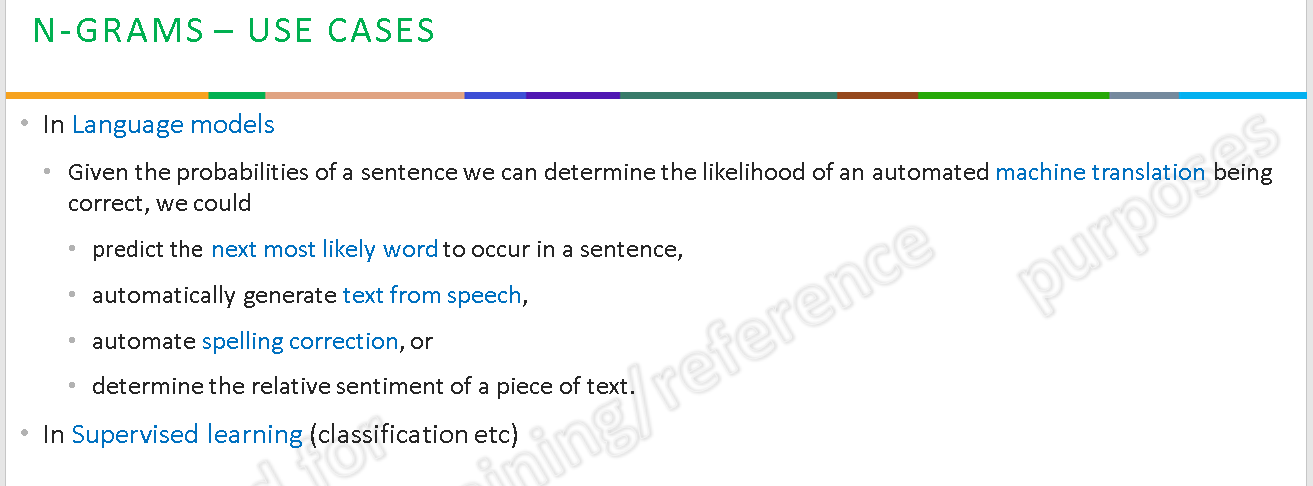 N-GRAMS – USE CASES
• In Language models
• Given the probabilities of a sentence we can determine the likelihood of an automated machine translation being
correct, we could
• predict the next most likely word to occur in a sentence,
• automatically generate text from speech,
• automate spelling correction, or
• determine the relative sentiment of a piece of text.
• In Supervised learning (classification etc)
for
reference
purposes